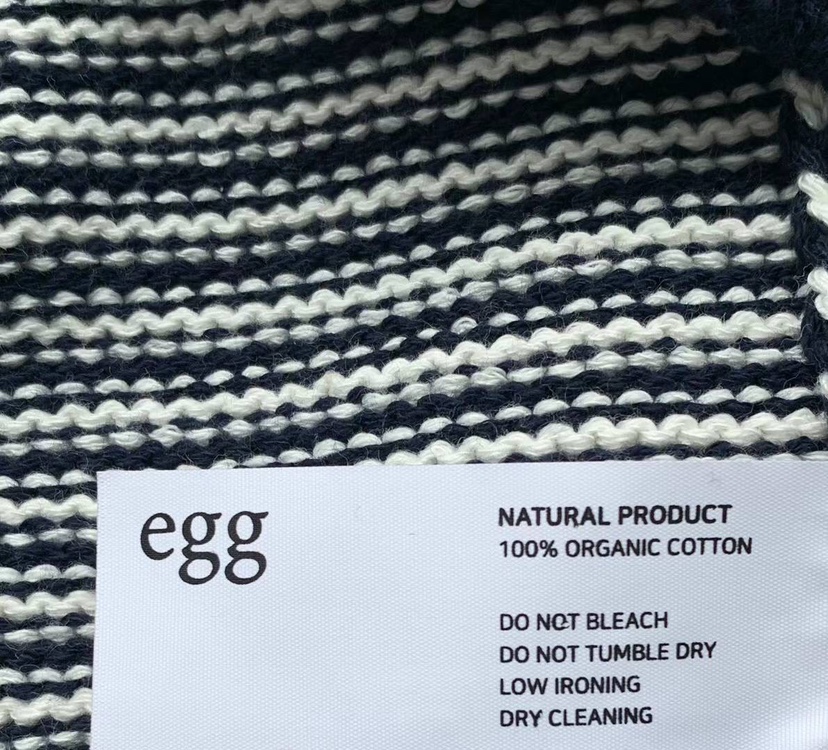 egg
NATURAL PRODUCT
100% ORGANIC COTTON
DO NOT BLEACH
DO NOT TUMBLE DRY
LOW IRONING
DRY CLEANING